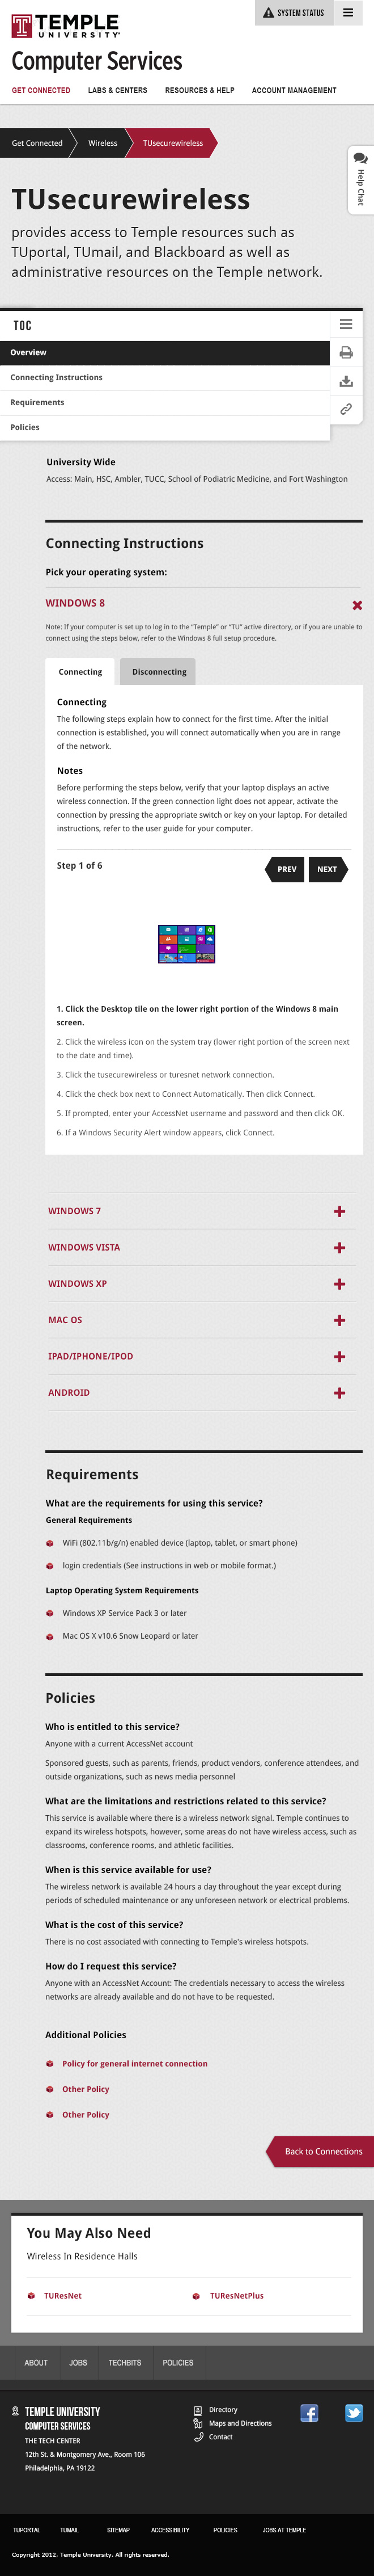 TEMPLE
UNIVERSITY
SYSTEM STATUS
Computer Services
GET CONNECTED LABS & CENTERS RESOURCES & HELP ACCOUNT MANAGEMENT
Get Connected Wireless TUsecurewireless
Help Chat
TUsecurewireless
provides access to Temple resources such as
TUportal, TUmail, and Blackboard as well as
administrative resources on the Temple network.
TOC
Overview
Connecting Instructions
Requirements
Policies
University Wide
Access: Main, HSC, Ambler, TUCC, School of Podiatric Medicine, and Fort Washington
Connecting Instructions
Pick your operating system:
WINDOWS 8
Note: If your computer is set up to log in to the "Temple" or "TU" active directory, or if you are unable to
connect using the steps below, refer to the Windows 8 full setup procedure.
Connecting Disconnecting
Connecting
The following steps explain how to connect for the first time. After the initial
connection is established, you will connect automatically when you are in range
of the network.
Notes
Before performing the steps below, verify that your laptop displays an active
wireless connection. If the green connection light does not appear, activate the
connection by pressing the appropriate switch or key on your laptop. For detailed
instructions, refer to the user guide for your computer.
Step 1 of 6
PREV NEXT
1. Click the Desktop tile on the lower right portion of the Windows 8 main
screen.
2. Click the wireless icon on the system tray (lower right portion of the screen next
to the date and time).
3. Click the tusecurewireless or turesnet network connection.
4. Click the check box next to Connect Automatically. Then click Connect.
5. If prompted, enter your AccessNet username and password and then click OK.
6. If a Windows Security Alert window appears, click Connect.
WINDOWS 7
WINDOWS VISTA
WINDOWS XP
MAC OS
IPAD/IPHONE/IPOD
ANDROID
Requirements
What are the requirements for using this service?
General Requirements
WiFi (802.11b/g/n) enabled device (laptop, tablet, or smart phone)
login credentials (See instructions in web or mobile format.)
Laptop Operating System Requirements
Windows XP Service Pack 3 or later
Mac OS X v10.6 Snow Leopard or later
Policies
Who is entitled to this service?
Anyone with a current AccessNet account
Sponsored guests, such as parents, friends, product vendors, conference attendees, and
outside organizations, such as news media personnel
What are the limitations and restrictions related to this service?
This service is available where there is a wireless network signal. Temple continues to
expand its wireless hotspots, however, some areas do not have wireless access, such as
classrooms, conference rooms, and athletic facilities.
When is this service available for use?
The wireless network is available 24 hours a day throughout the year except during
periods of scheduled maintenance or any unforeseen network or electrical problems.
What is the cost of this service?
There is no cost associated with connecting to Temple's wireless hotspots.
How do I request this service?
Anyone with an AccessNet Account: The credentials necessary to access the wireless
networks are already available and do not have to be requested.
Additional Policies
Policy for general internet connection
Other Policy
Other Policy
Back to Connections
You May Also Need
Wireless In Residence Halls
TUResNet TUResNetPlus
ABOUT JOBS TECHBITS POLICIES
TEMPLE UNIVERSITY
COMPUTER SERVICES
THE TECH CENTER
12th St. & Montgomery Ave., Room 106
Philadelphia, PA 19122
Directory
Maps and Directions
Contact
TUPORTAL TUMAIL SITEMAP ACCESSIBILITY POLICIES JOBS AT TEMPLE
Copyright 2012, Temple University. All rights reserved.